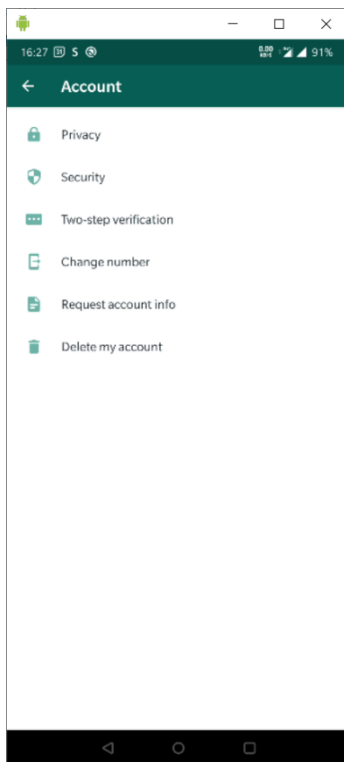 16:27 S 91%
Account
Privacy
Security
Two-step verification
Change number
Request account info
Delete my account